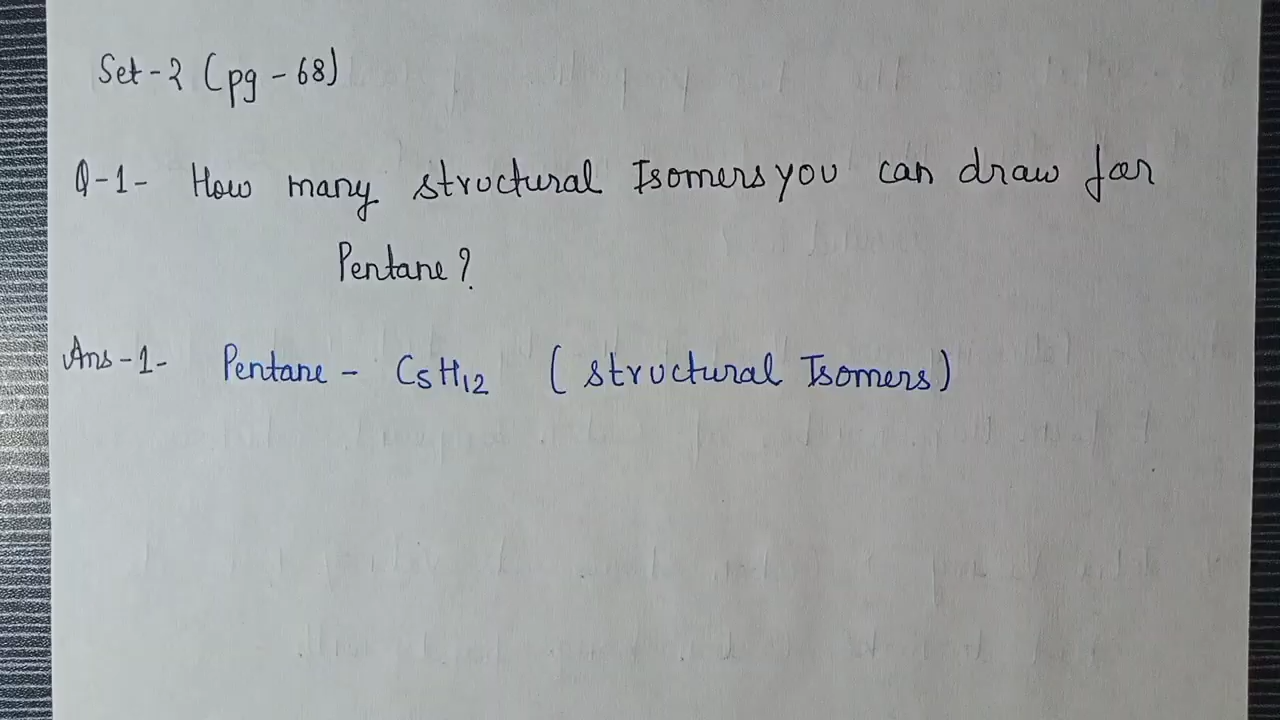 Set-2 (pg - 68)
Q-1- How many structural Isomers you can draw for
Pentane?
Ans-1- Pentane - C5H12 (structural Isomers)